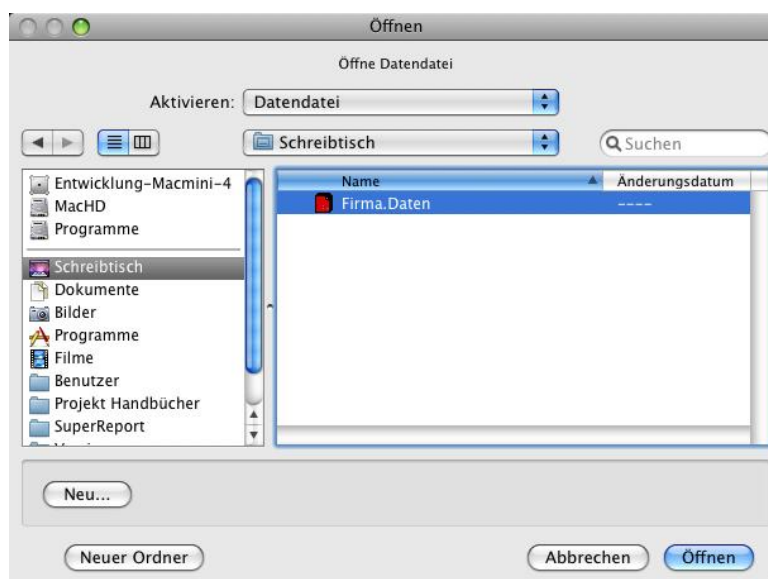 Öffnen
Öffne Datendatei
Aktivieren: Datendatei
Schreibtisch
Suchen
Entwicklung-Macmini-4
MacHD
Programme
Schreibtisch
Dokumente
Bilder
Programme
Filme
Benutzer
Projekt Handbücher
SuperReport
Name Änderungsdatum
Firma.Daten ----
Neu...
Neuer Ordner Abbrechen Öffnen